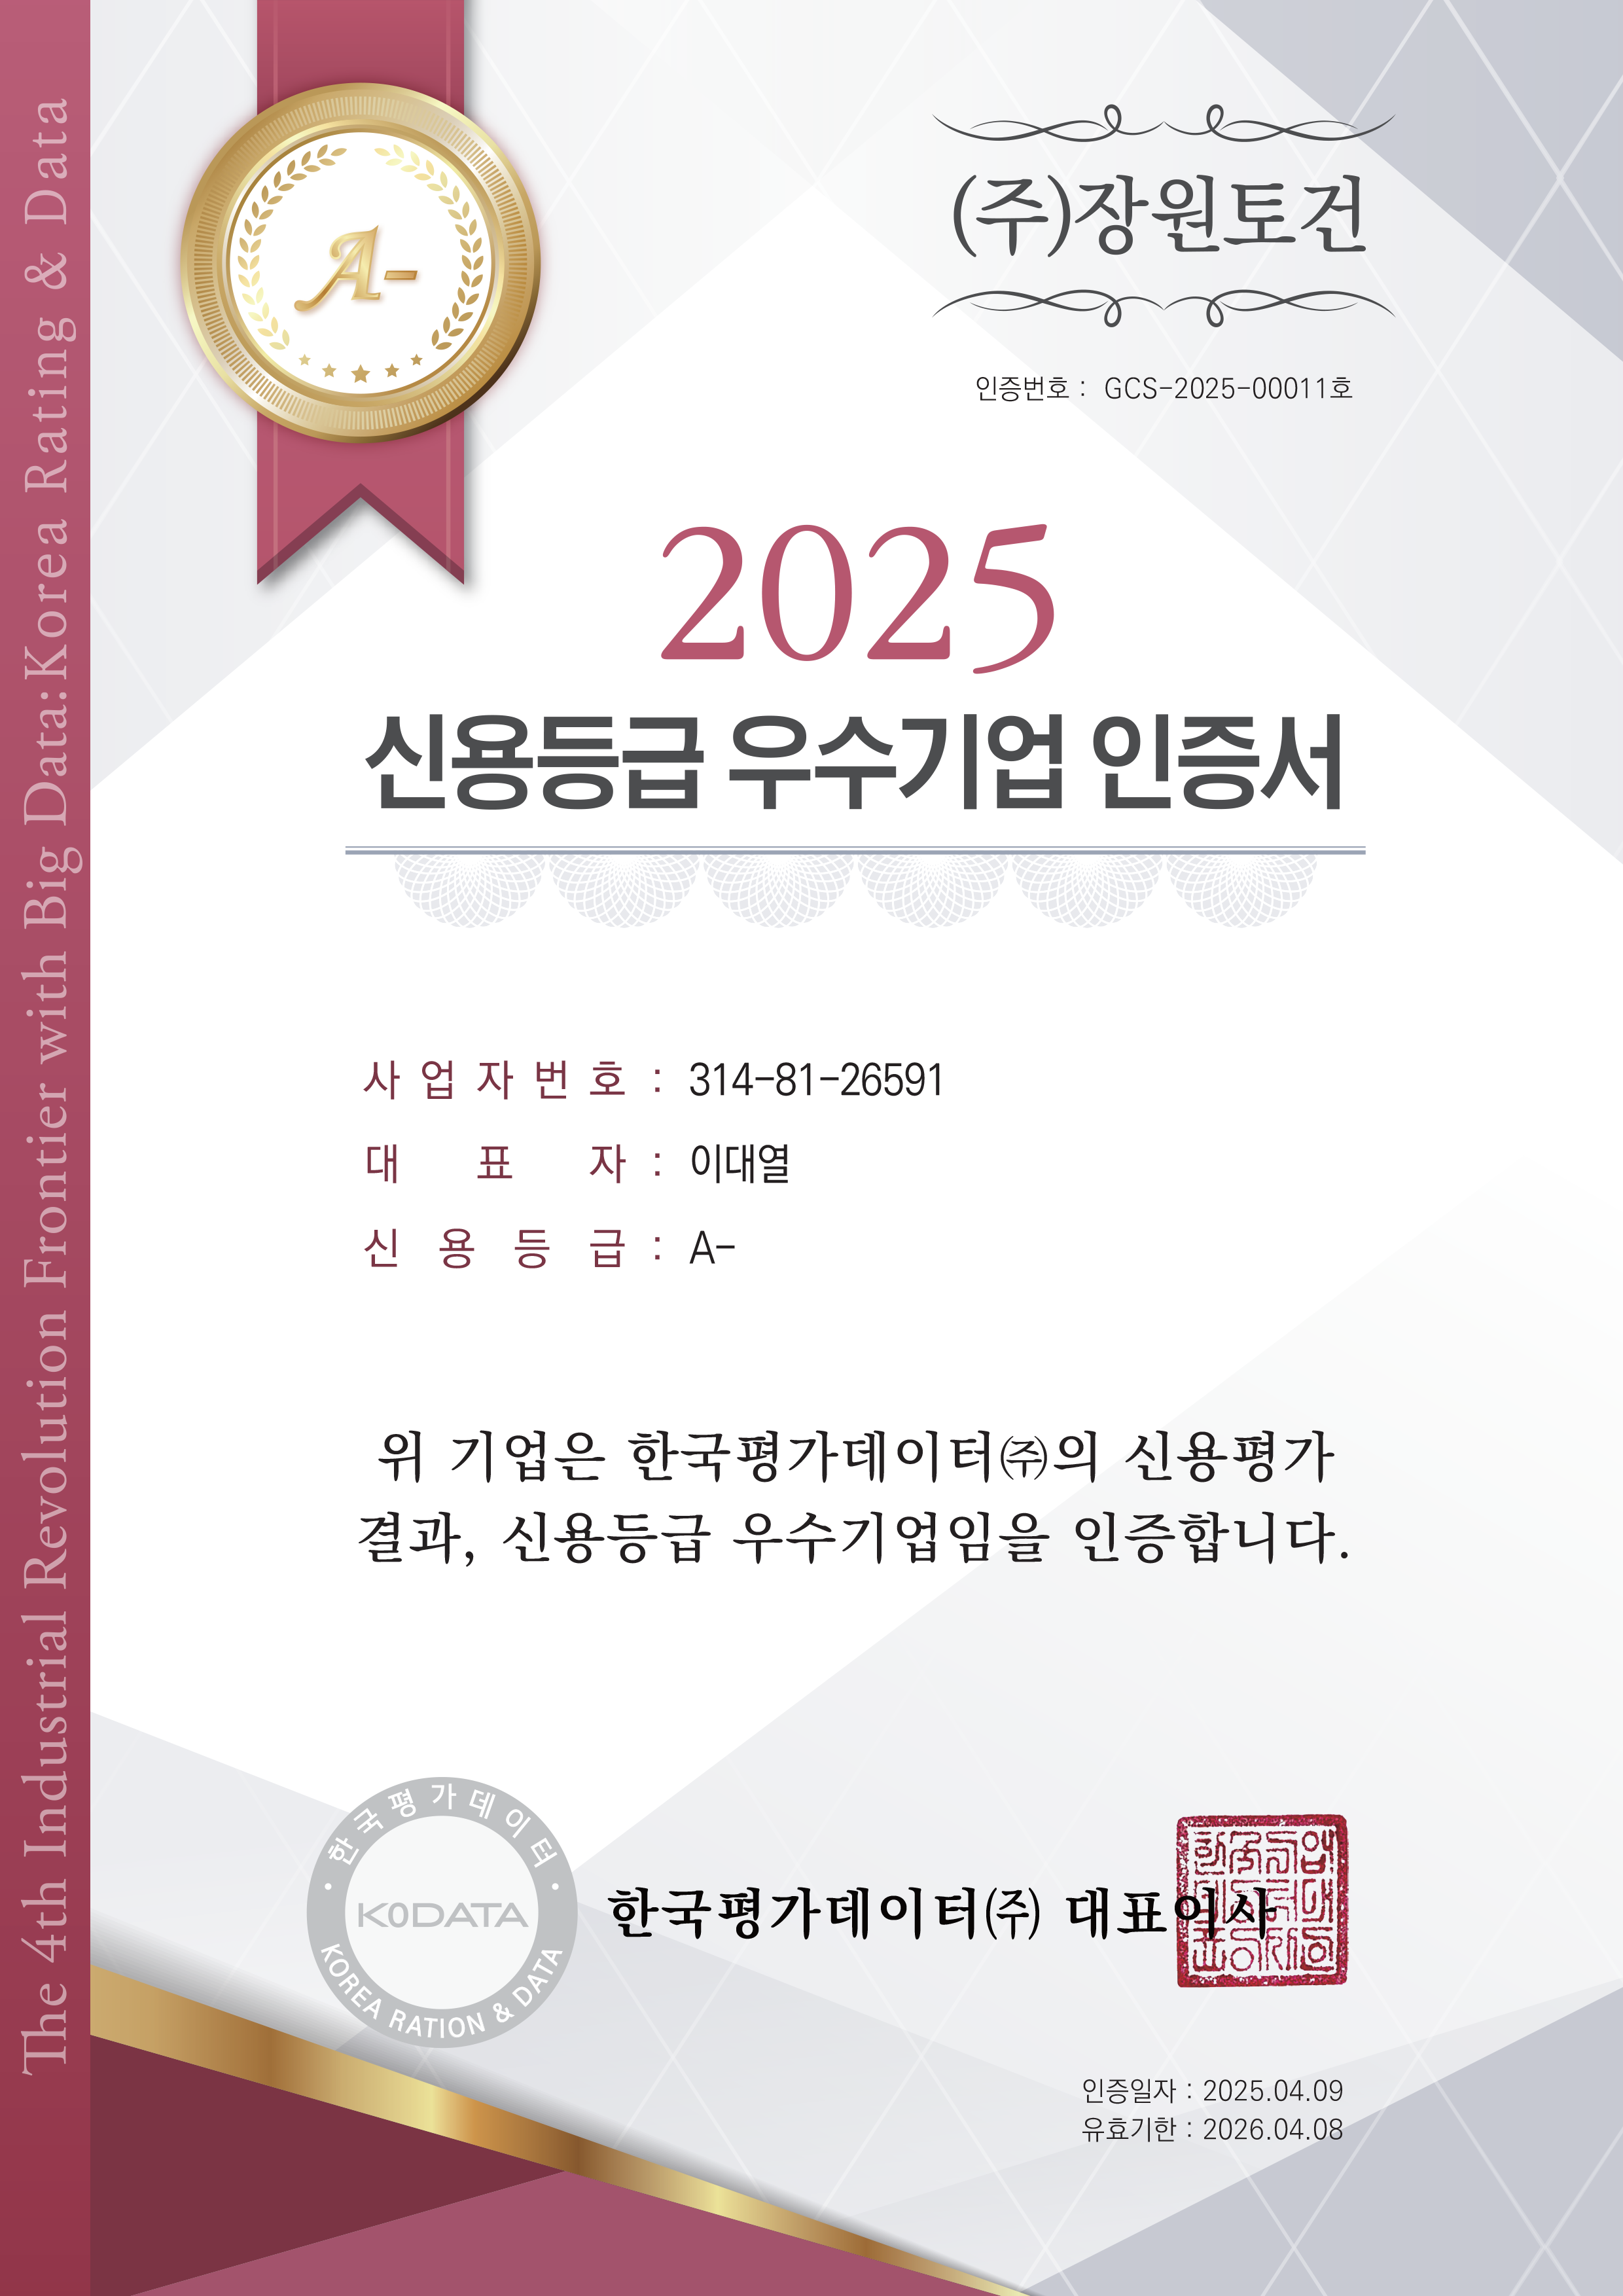 The 4th Industrial Revolution Frontier with Big Data:Korea Rating & Data
A-
(주)장원토건
인증번호 : GCS-2025-00011호
2025
신용등급 우수기업 인증서
사업자번호 : 314-81-26591
대표자 : 이대열
신용등급 : A-
위 기업은 한국평가데이터㈜의 신용평가
결과, 신용등급 우수기업임을 인증합니다.
한국평가데이터
KODATA
KOREA RATION & DATA
한국평가데이터㈜ 대표이사
인증일자 : 2025.04.09
유효기한 : 2026.04.08